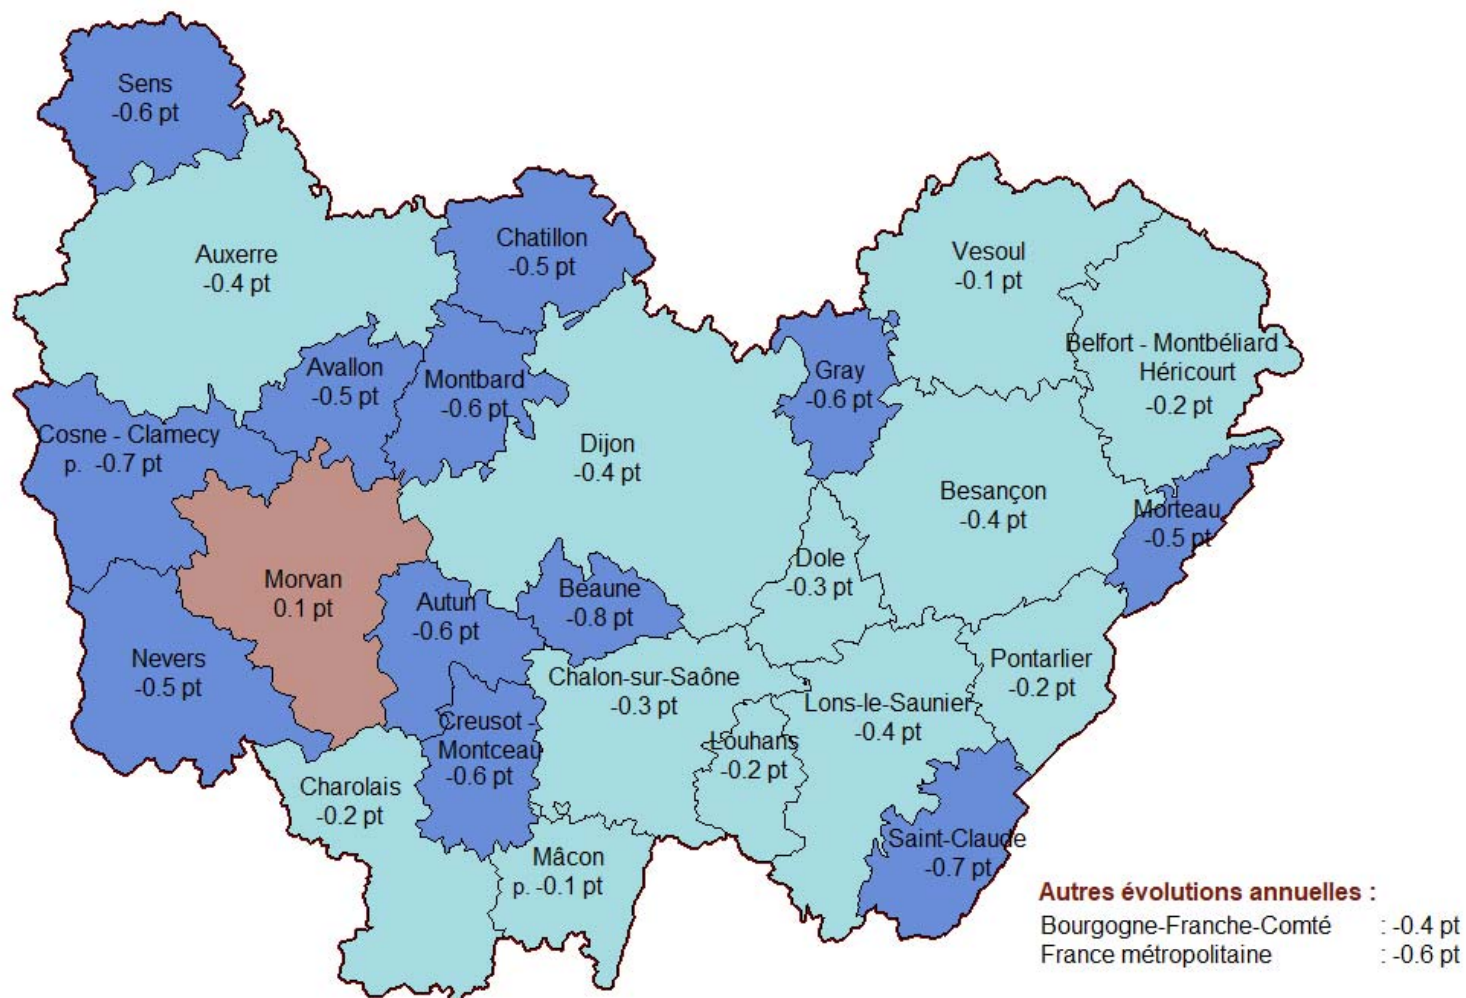 Sens
-0.6 pt
Auxerre
-0.4 pt
Chatillon
-0.5 pt
Vesoul
-0.1 pt
Avallon
-0.5 pt
Montbard
-0.6 pt
Gray
-0.6 pt
Belfort - Montbéliard -
Héricourt
-0.2 pt
Cosne - Clamecy
p. -0.7 pt
Dijon
-0.4 pt
Besançon
-0.4 pt
Morteau
-0.5 pt
Morvan
0.1 pt
Autun
-0.6 pt
Beaune
-0.8 pt
Dole
-0.3 pt
Nevers
-0.5 pt
Chalon-sur-Saône
-0.3 pt
Pontarlier
-0.2 pt
Lons-le-Saunier
-0.4 pt
Creusot -
Montceau
-0.6 pt
Louhans
-0.2 pt
Charolais
-0.2 pt
Mâcon
p. -0.1 pt
Saint-Claude
-0.7 pt
Autres évolutions annuelles :
Bourgogne-Franche-Comté : -0.4 pt
France métropolitaine : -0.6 pt